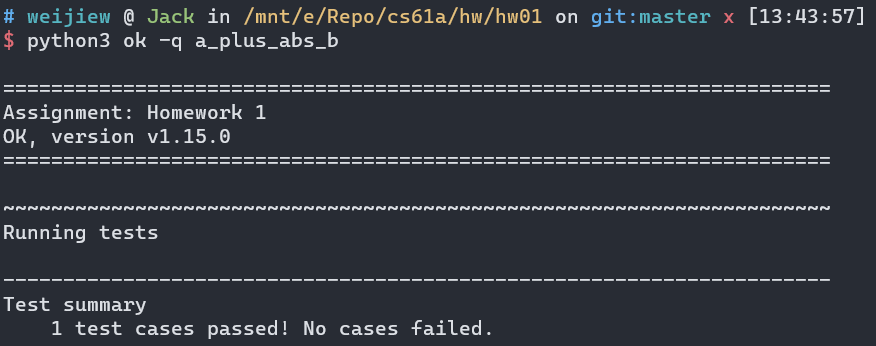 # weijiew @ Jack in /mnt/e/Repo/cs61a/hw/hw01 on git:master x [13:43:57]
$ python3 ok -q a_plus_abs_b
=====================================================================
Assignment: Homework 1
OK, version v1.15.0
=====================================================================
~~~~~~~~~~~~~~~~~~~~~~~~~~~~~~~~~~~~~~~~~~~~~~~~~~~~~~~~~~~~~~~~~~~~~
Running tests
---------------------------------------------------------------------
Test summary
    1 test cases passed! No cases failed.